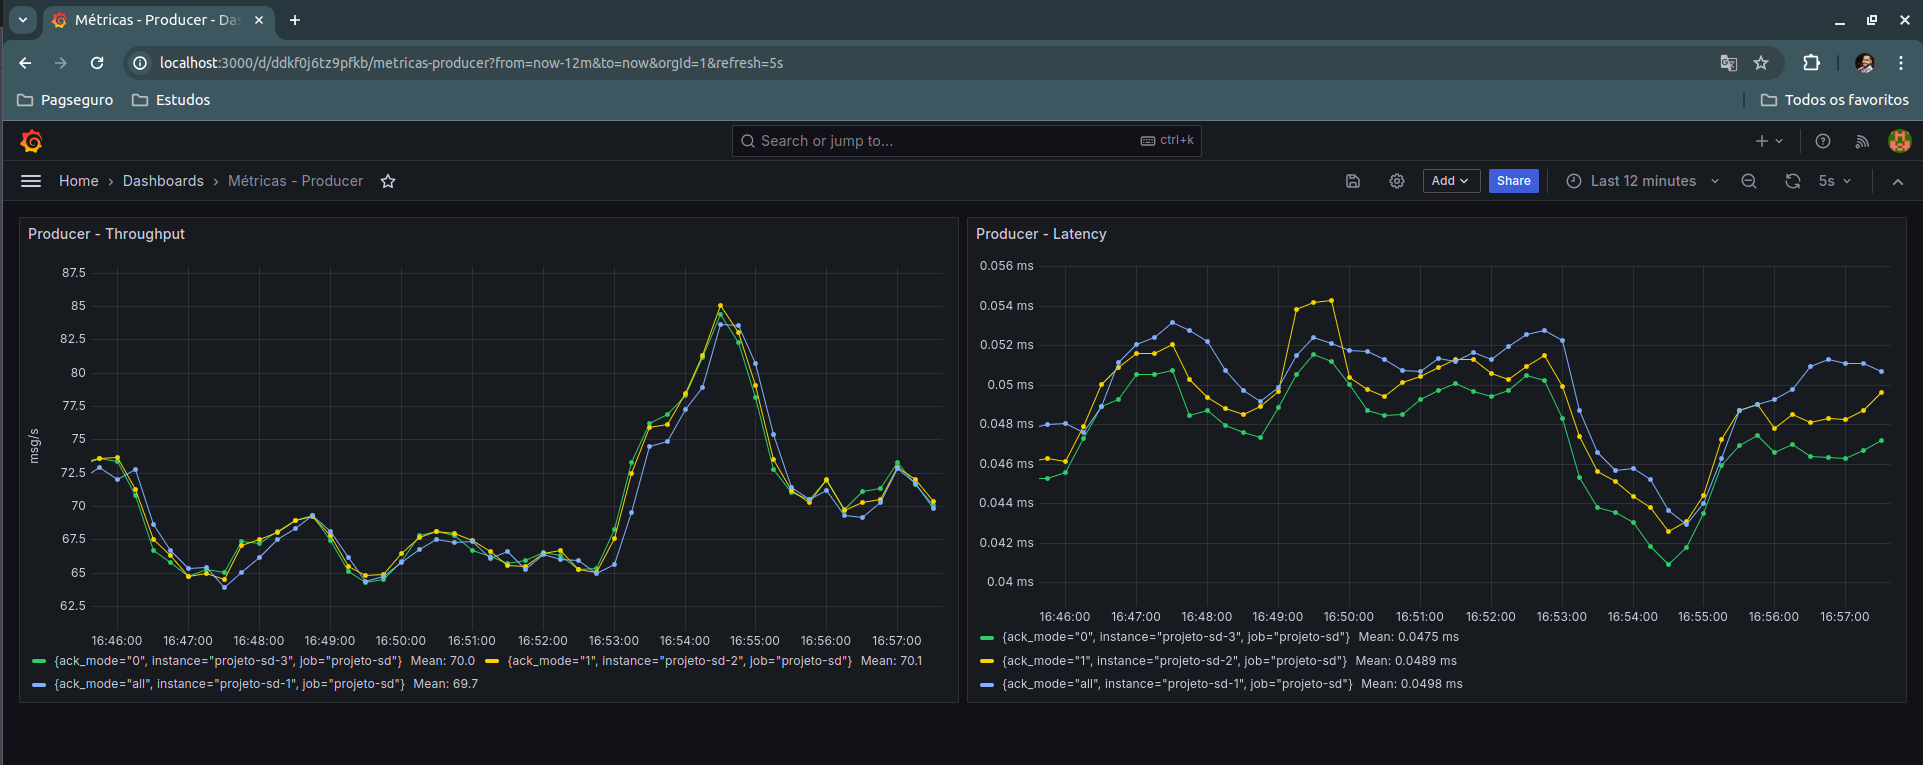 Métricas - Producer - Das
localhost:3000/d/ddkf0j6tz9pfkb/metricas-producer?from=now-12m&to=now&orgId=1&refresh=5s
Pagseguro Estudos Todos os favoritos
Search or jump to... ctrl+k
Home › Dashboards › Métricas - Producer Add Share Last 12 minutes 5s
Producer - Throughput
87.5
85
82.5
80
77.5
75
72.5
70
67.5
65
62.5
msg/s
16:46:00 16:47:00 16:48:00 16:49:00 16:50:00 16:51:00 16:52:00 16:53:00 16:54:00 16:55:00 16:56:00 16:57:00
{ack_mode="0", instance="projeto-sd-3", job="projeto-sd"} Mean: 70.0 {ack_mode="1", instance="projeto-sd-2", job="projeto-sd"} Mean: 70.1
{ack_mode="all", instance="projeto-sd-1", job="projeto-sd"} Mean: 69.7
Producer - Latency
0.056 ms
0.054 ms
0.052 ms
0.05 ms
0.048 ms
0.046 ms
0.044 ms
0.042 ms
0.04 ms
16:46:00 16:47:00 16:48:00 16:49:00 16:50:00 16:51:00 16:52:00 16:53:00 16:54:00 16:55:00 16:56:00 16:57:00
{ack_mode="0", instance="projeto-sd-3", job="projeto-sd"} Mean: 0.0475 ms
{ack_mode="1", instance="projeto-sd-2", job="projeto-sd"} Mean: 0.0489 ms
{ack_mode="all", instance="projeto-sd-1", job="projeto-sd"} Mean: 0.0498 ms